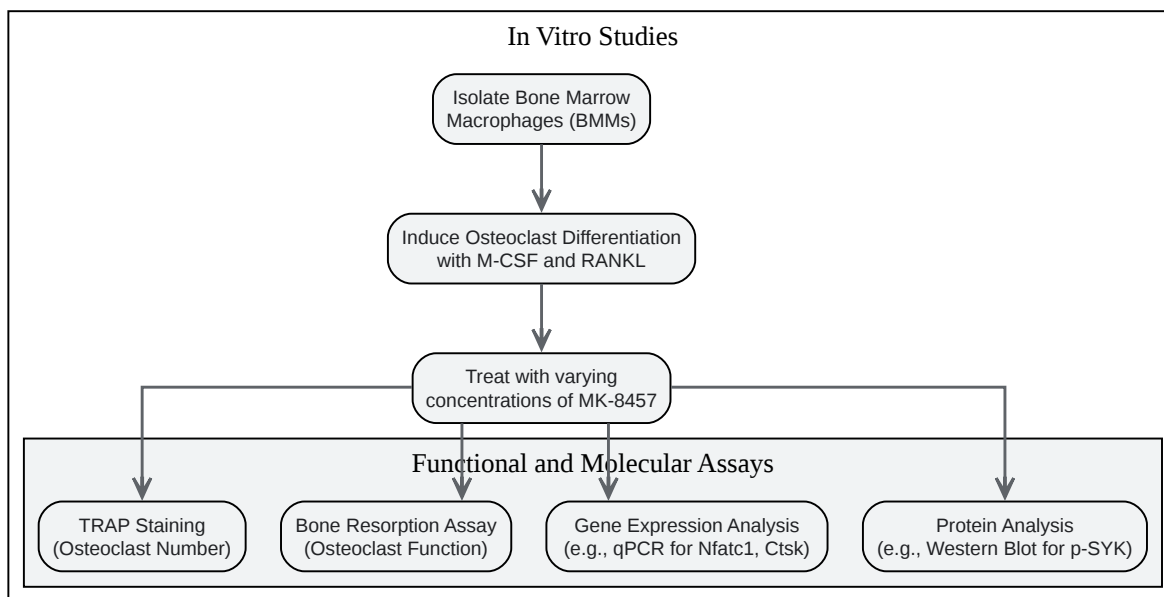 In Vitro Studies
Isolate Bone Marrow
Macrophages (BMMs)
Induce Osteoclast Differentiation
with M-CSF and RANKL
Treat with varying
concentrations of MK-8457
Functional and Molecular Assays
TRAP Staining
(Osteoclast Number)
Bone Resorption Assay
(Osteoclast Function)
Gene Expression Analysis
(e.g., qPCR for Nfatc1, Ctsk)
Protein Analysis
(e.g., Western Blot for p-SYK)